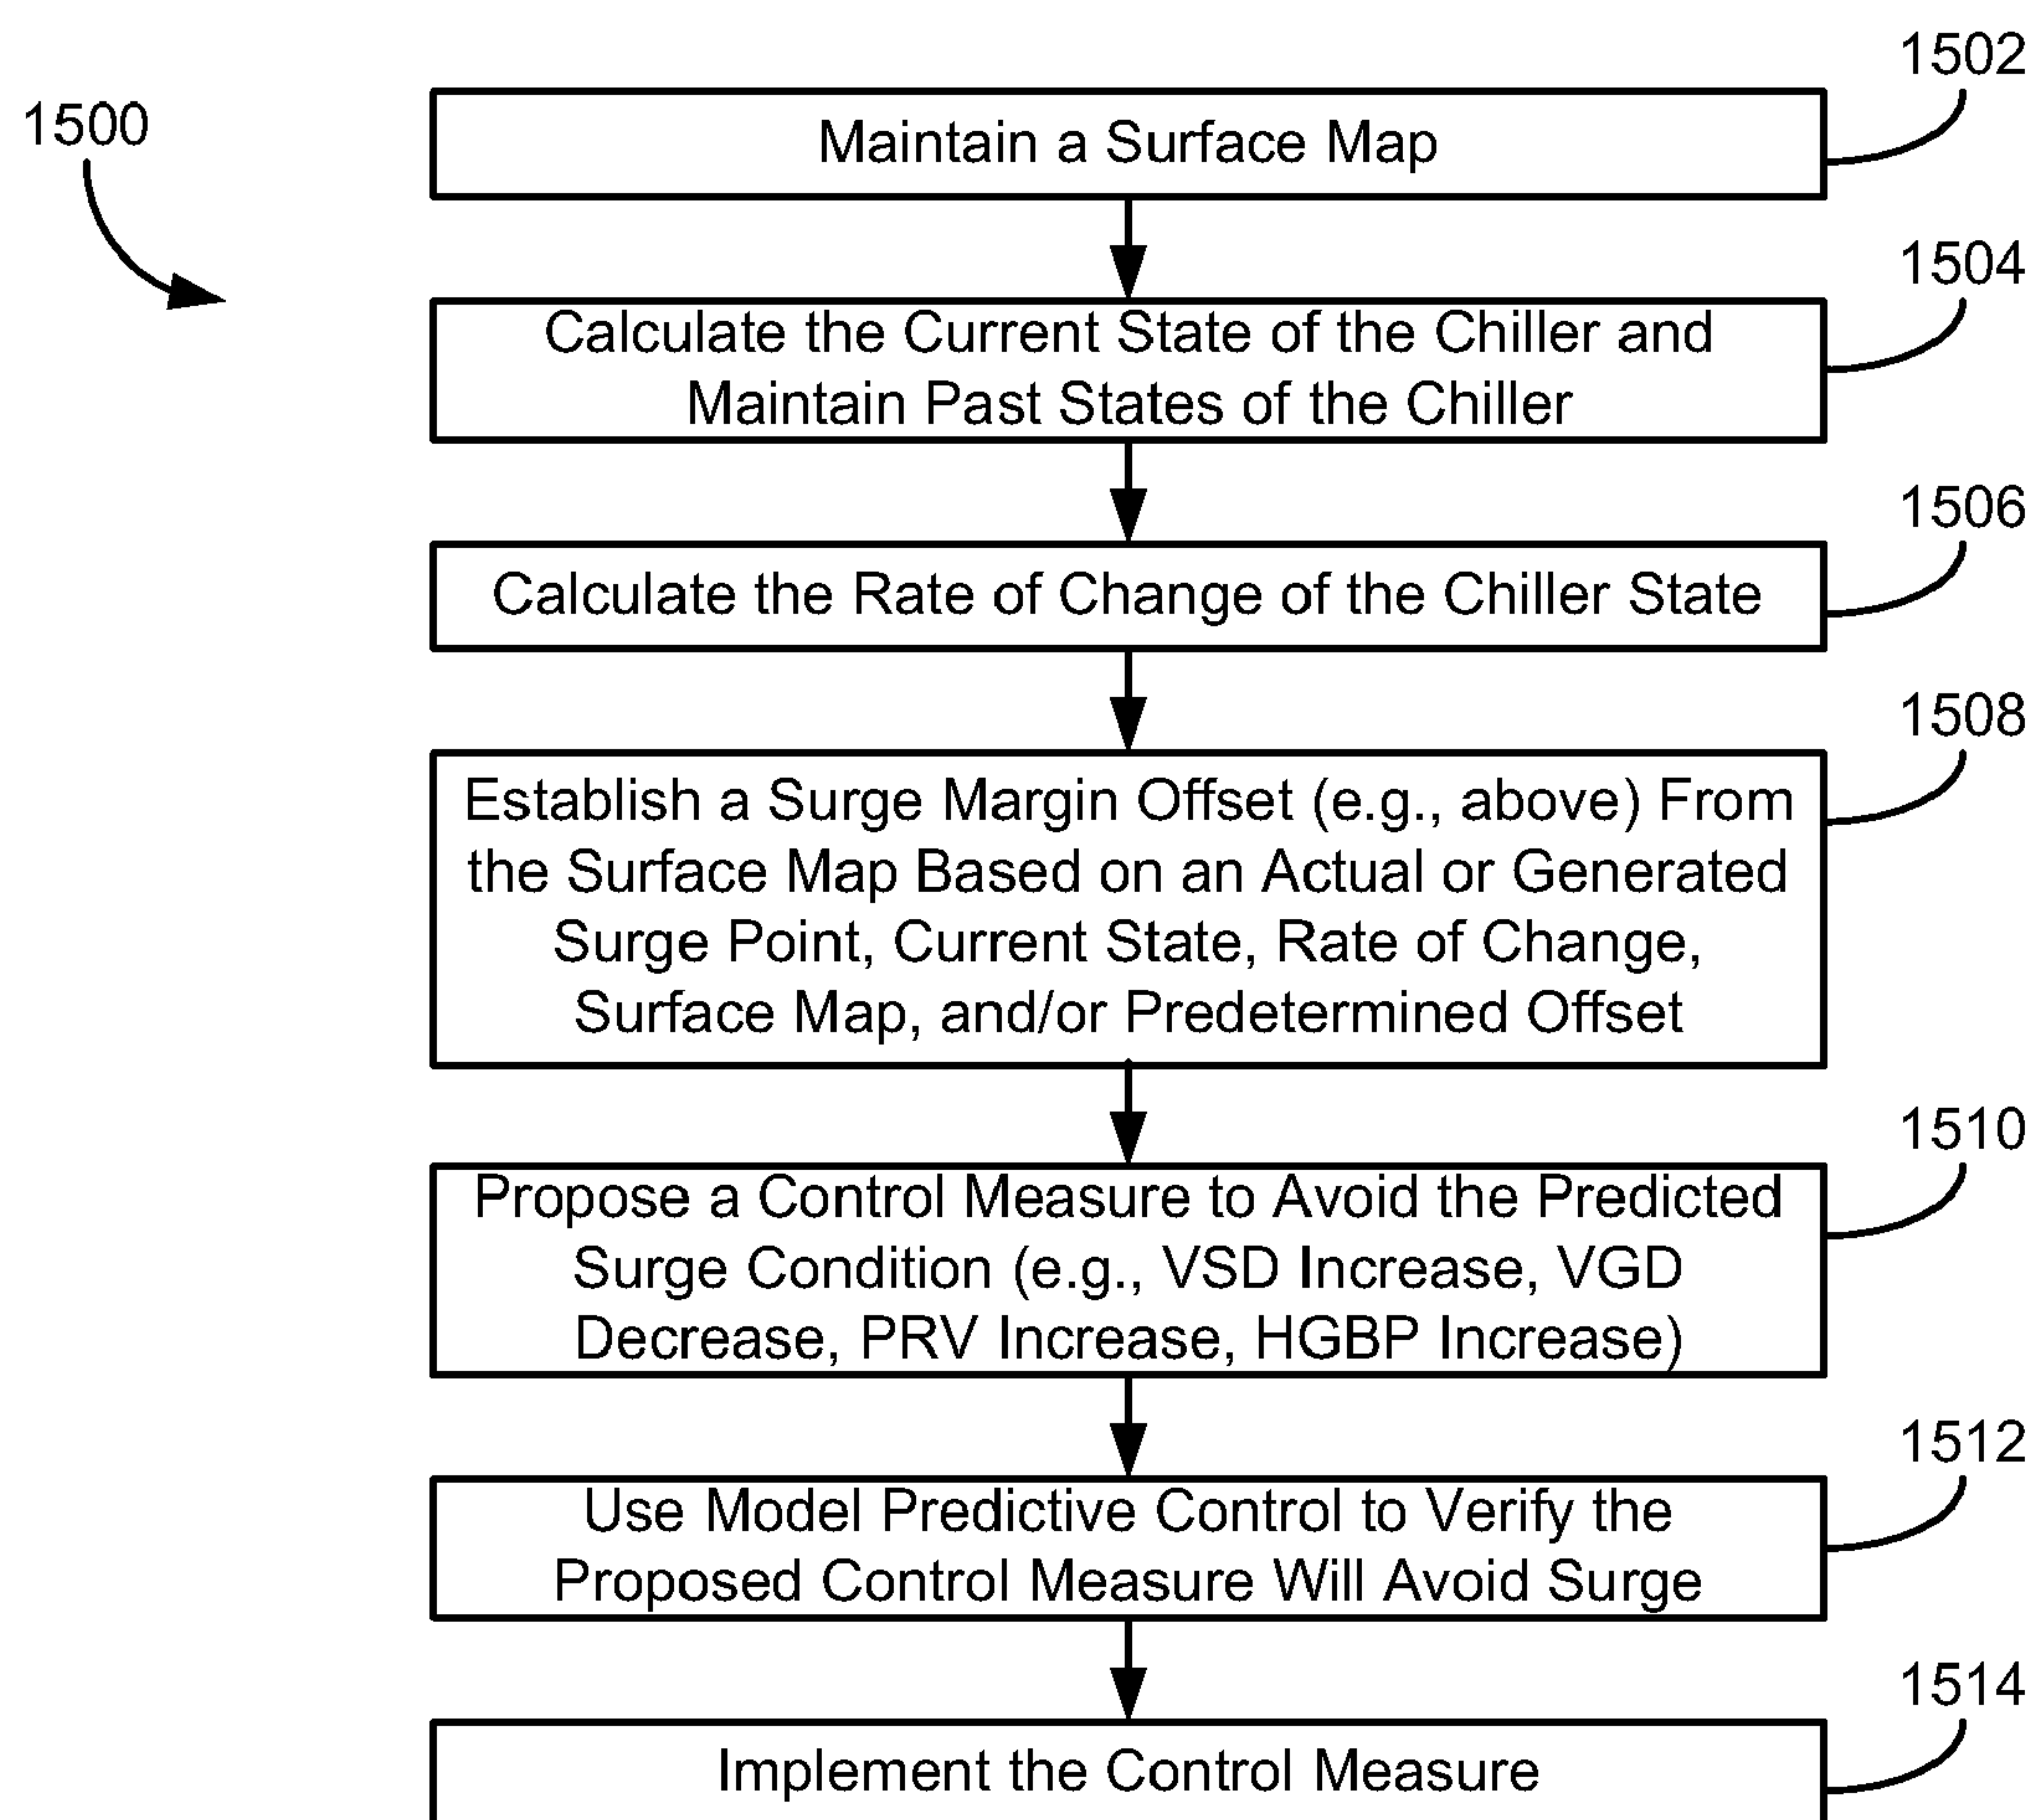 1500
1502
Maintain a Surface Map
1504
Calculate the Current State of the Chiller and
Maintain Past States of the Chiller
1506
Calculate the Rate of Change of the Chiller State
1508
Establish a Surge Margin Offset (e.g., above) From
the Surface Map Based on an Actual or Generated
Surge Point, Current State, Rate of Change,
Surface Map, and/or Predetermined Offset
1510
Propose a Control Measure to Avoid the Predicted
Surge Condition (e.g., VSD Increase, VGD
Decrease, PRV Increase, HGBP Increase)
1512
Use Model Predictive Control to Verify the
Proposed Control Measure Will Avoid Surge
1514
Implement the Control Measure